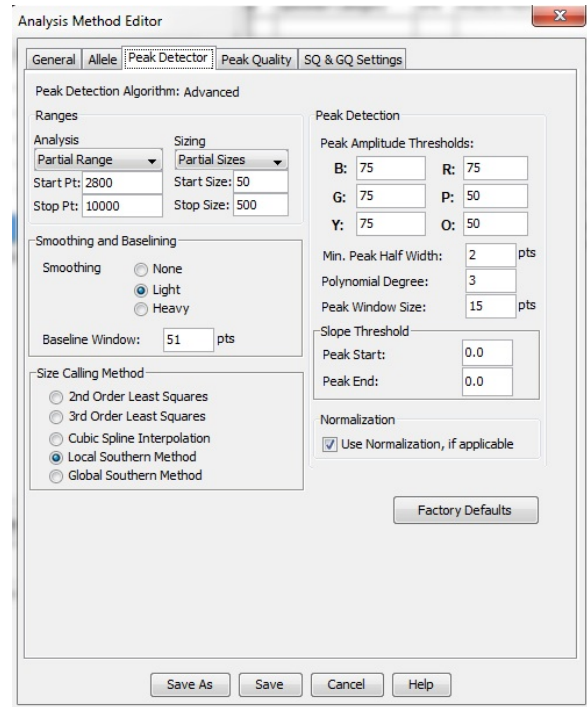 Analysis Method Editor
x
General Allele Peak Detector Peak Quality SQ & GQ Settings
Peak Detection Algorithm: Advanced
Ranges
Analysis Sizing
Partial Range Partial Sizes
Start Pt: 2800 Start Size: 50
Stop Pt: 10000 Stop Size: 500
Smoothing and Baselining
Smoothing None
Light
Heavy
Baseline Window: 51 pts
Size Calling Method
2nd Order Least Squares
3rd Order Least Squares
Cubic Spline Interpolation
Local Southern Method
Global Southern Method
Peak Detection
Peak Amplitude Thresholds:
B: 75 R: 75
G: 75 P: 50
Y: 75 O: 50
Min. Peak Half Width: 2 pts
Polynomial Degree: 3
Peak Window Size: 15 pts
Slope Threshold
Peak Start: 0.0
Peak End: 0.0
Normalization
Use Normalization, if applicable
Factory Defaults
Save As Save Cancel Help